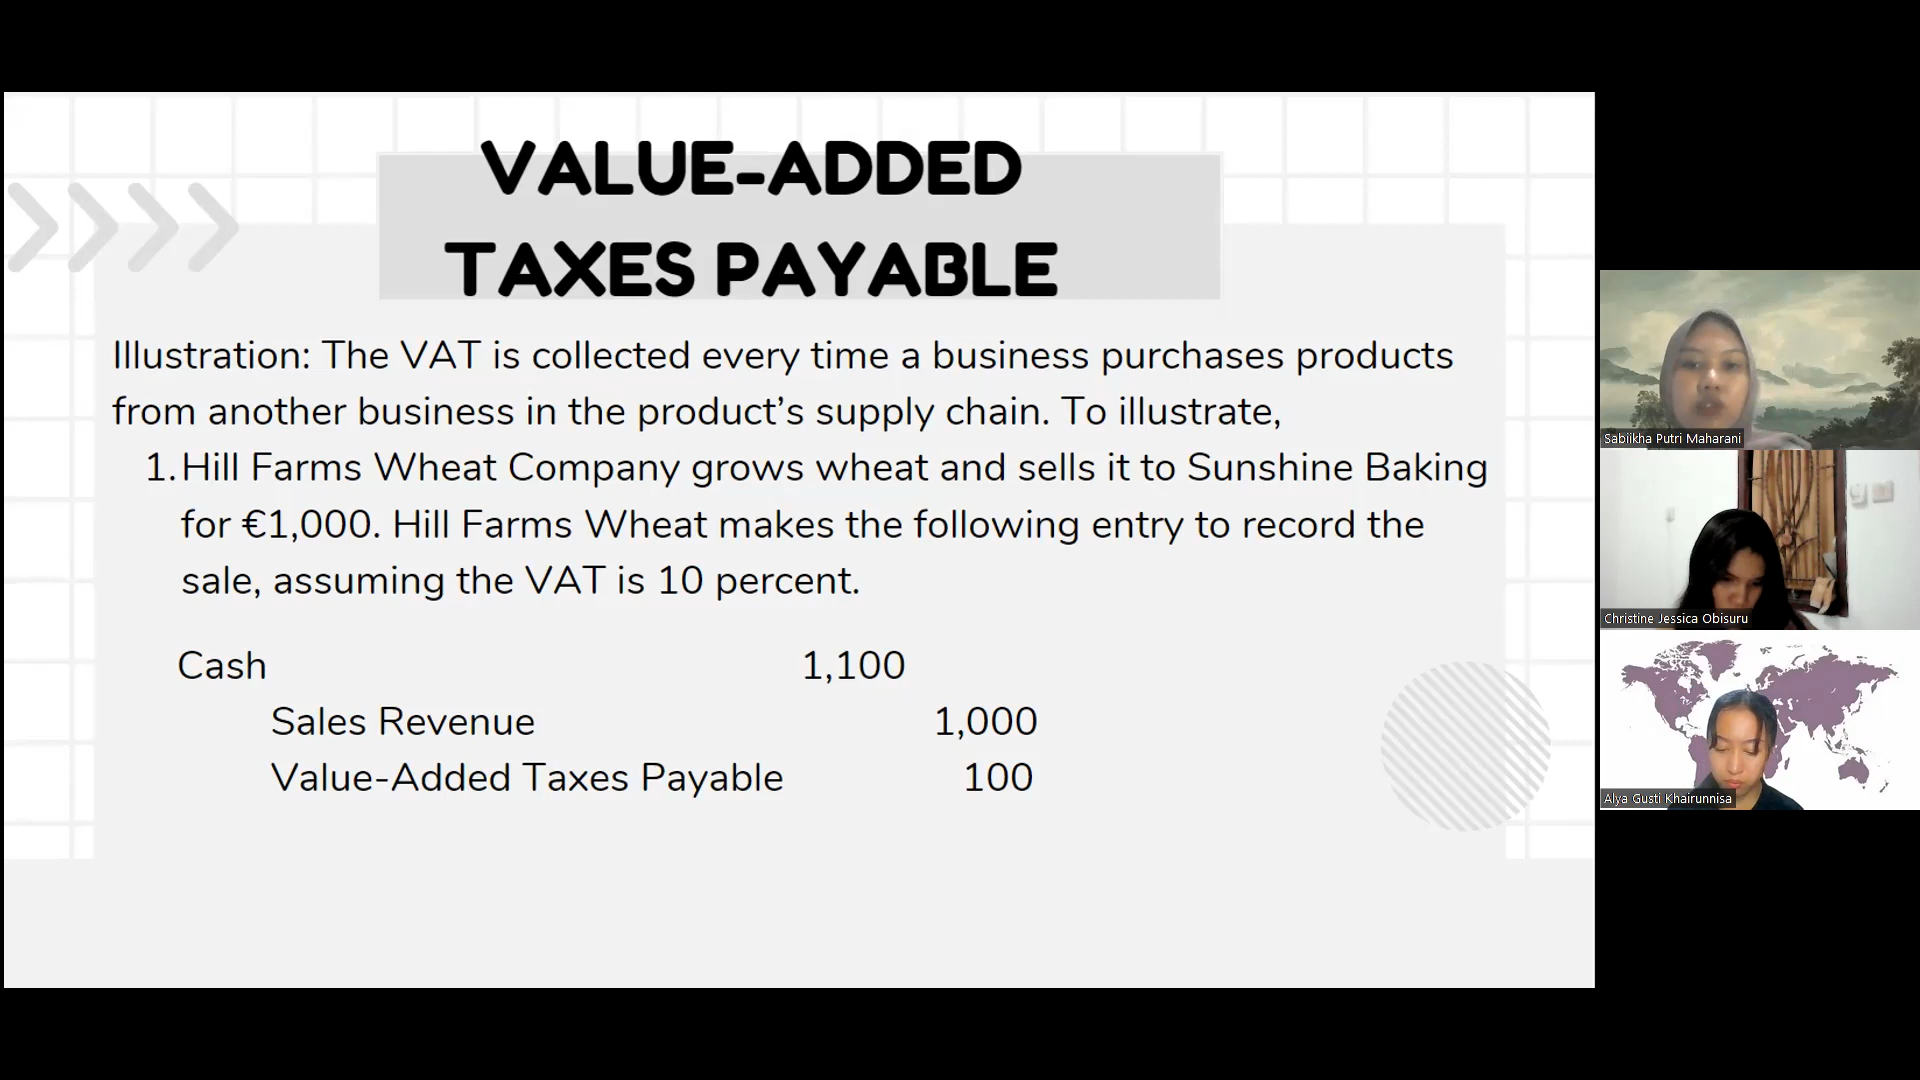 VALUE-ADDED
TAXES PAYABLE
Illustration: The VAT is collected every time a business purchases products
from another business in the product’s supply chain. To illustrate,
1. Hill Farms Wheat Company grows wheat and sells it to Sunshine Baking
for €1,000. Hill Farms Wheat makes the following entry to record the
sale, assuming the VAT is 10 percent.
Cash 1,100
Sales Revenue 1,000
Value-Added Taxes Payable 100
Sabiikha Putri Maharani
Christine Jessica Obisuru
Alya Gusti Khairunnisa